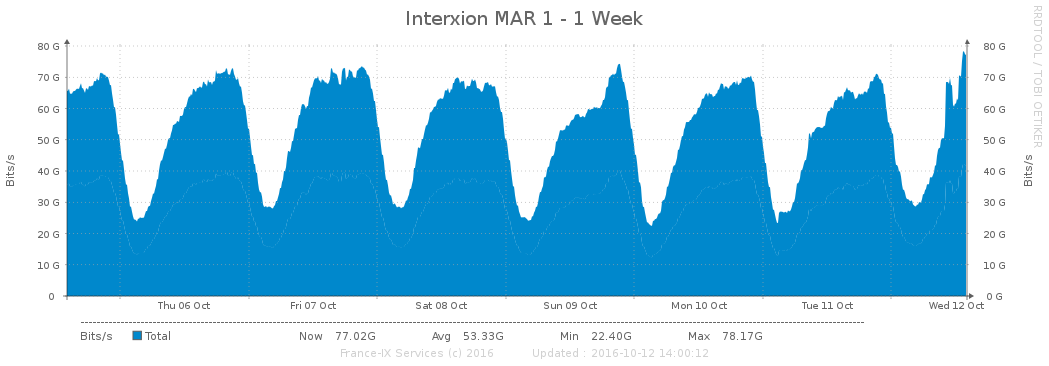 Interxion MAR 1 - 1 Week
RRDTOOL / TOBI OETIKER
Bits/s
80 G
70 G
60 G
50 G
40 G
30 G
20 G
10 G
0
80 G
70 G
60 G
50 G
40 G
30 G
20 G
10 G
0 G
Bits/s
Thu 06 Oct Fri 07 Oct Sat 08 Oct Sun 09 Oct Mon 10 Oct Tue 11 Oct Wed 12 Oct
Bits/s Total Now 77.02G Avg 53.33G Min 22.40G Max 78.17G
France-IX Services (c) 2016 Updated : 2016-10-12 14:00:12